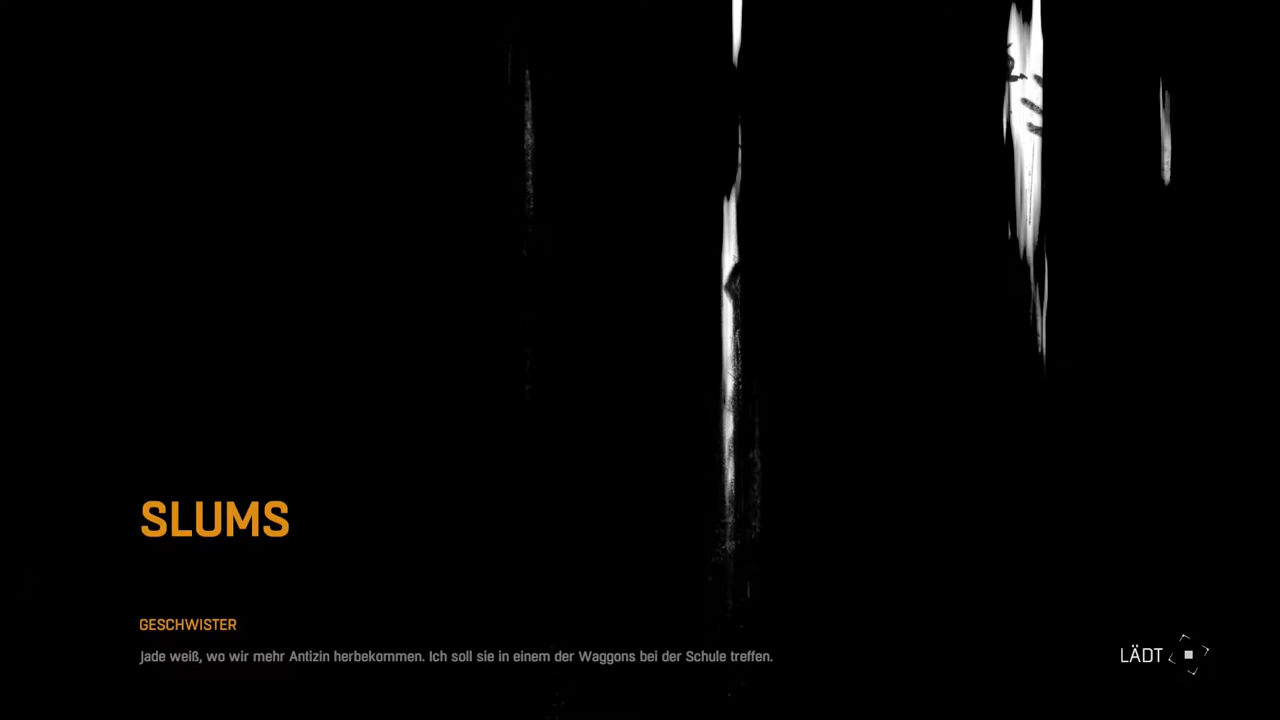 SLUMS
GESCHWISTER
Jade weiß, wo wir mehr Antizin herbekommen. Ich soll sie in einem der Waggons bei der Schule treffen.
LÄDT